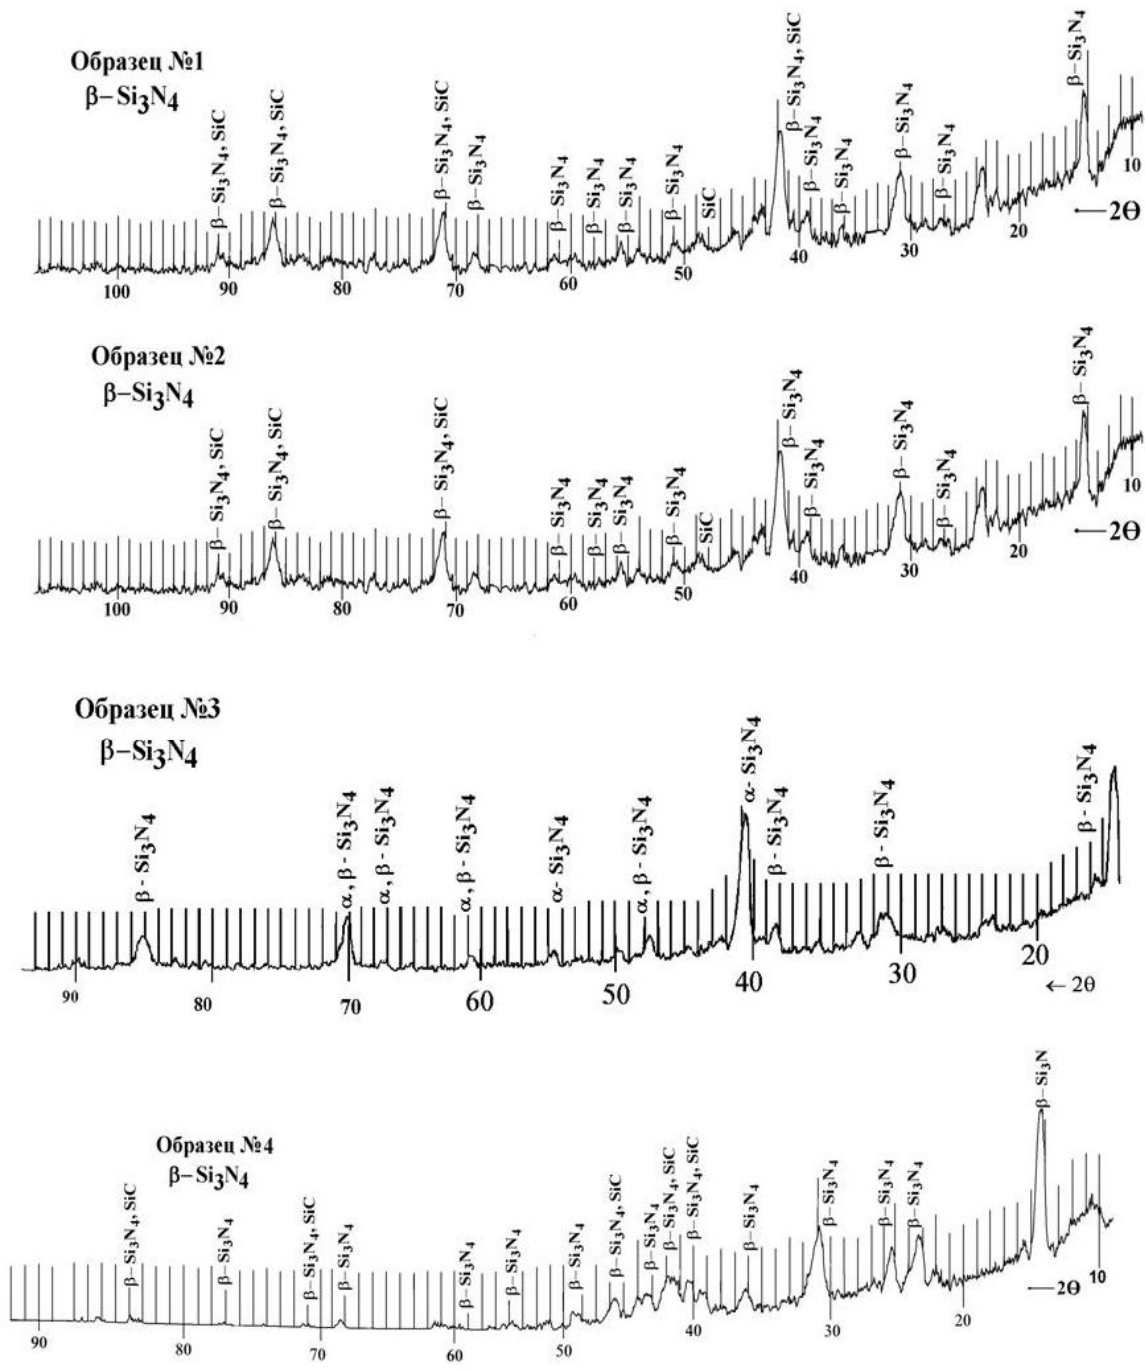 Образец №1
β–Si₃N₄
β–Si₃N₄, SiC
β–Si₃N₄, SiC
β–Si₃N₄, SiC
β–Si₃N₄
β–Si₃N₄
β–Si₃N₄
β–Si₃N₄
β–Si₃N₄
SiC
β–Si₃N₄, SiC
β–Si₃N₄
β–Si₃N₄
β–Si₃N₄
β–Si₃N₄
β–Si₃N₄
100 90 80 70 60 50 40 30 20 10
←2θ
Образец №2
β–Si₃N₄
β–Si₃N₄, SiC
β–Si₃N₄, SiC
β–Si₃N₄, SiC
β–Si₃N₄
β–Si₃N₄
β–Si₃N₄
β–Si₃N₄
SiC
β–Si₃N₄
β–Si₃N₄
β–Si₃N₄
β–Si₃N₄
β–Si₃N₄
100 90 80 70 60 50 40 30 20 10
←2θ
Образец №3
β–Si₃N₄
β - Si₃N₄
α, β - Si₃N₄
α, β - Si₃N₄
α, β - Si₃N₄
α- Si₃N₄
α, β - Si₃N₄
α- Si₃N₄
β - Si₃N₄
β - Si₃N₄
β - Si₃N₄
90 80 70 60 50 40 30 20
← 2θ
Образец №4
β–Si₃N₄
β–Si₃N₄, SiC
β–Si₃N₄
β–Si₃N₄, SiC
β–Si₃N₄
β–Si₃N₄
β–Si₃N₄
β–Si₃N₄
β–Si₃N₄, SiC
β–Si₃N₄
β–Si₃N₄, SiC
β–Si₃N₄, SiC
β–Si₃N₄
β–Si₃N₄
β–Si₃N₄
β–Si₃N₄
β–Si₃N
90 80 70 60 50 40 30 20 10
←2θ